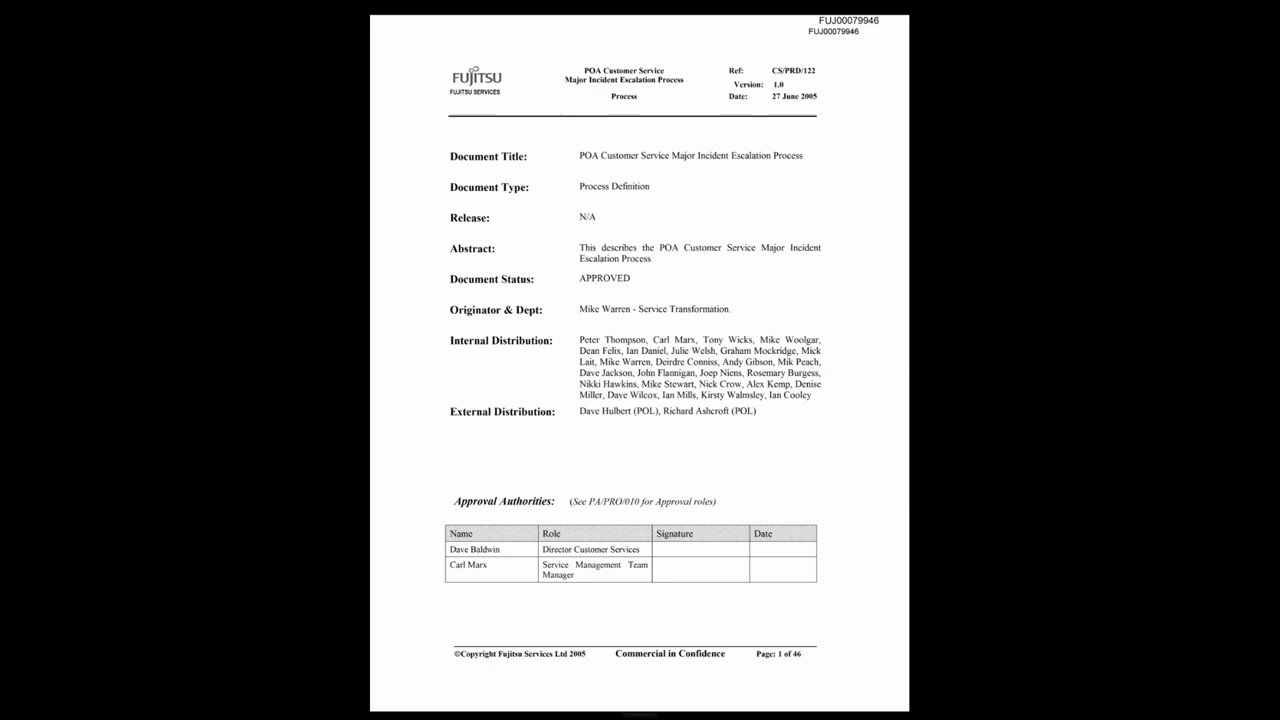 FUJ00079946
FUJ00079946
FUJITSU
FUJITSU SERVICES
POA Customer Service
Major Incident Escalation Process
Process
Ref: CS/PRD/122
Version: 1.0
Date: 27 June 2005
Document Title: POA Customer Service Major Incident Escalation Process
Document Type: Process Definition
Release: N/A
Abstract: This describes the POA Customer Service Major Incident
Escalation Process
Document Status: APPROVED
Originator & Dept: Mike Warren - Service Transformation.
Internal Distribution: Peter Thompson, Carl Marx, Tony Wicks, Mike Woolgar,
Dean Felix, Ian Daniel, Julie Welsh, Graham Mockridge, Mick
Lait, Mike Warren, Deirdre Conniss, Andy Gibson, Mik Peach,
Dave Jackson, John Flannigan, Joep Niens, Rosemary Burgess,
Nikki Hawkins, Mike Stewart, Nick Crow, Alex Kemp, Denise
Miller, Dave Wilcox, Ian Mills, Kirsty Walmsley, Ian Cooley
External Distribution: Dave Hulbert (POL), Richard Ashcroft (POL)
Approval Authorities: (See PA/PRO/010 for Approval roles)
Name Role Signature Date
Dave Baldwin Director Customer Services
Carl Marx Service Management Team
Manager
©Copyright Fujitsu Services Ltd 2005 Commercial in Confidence Page: 1 of 46